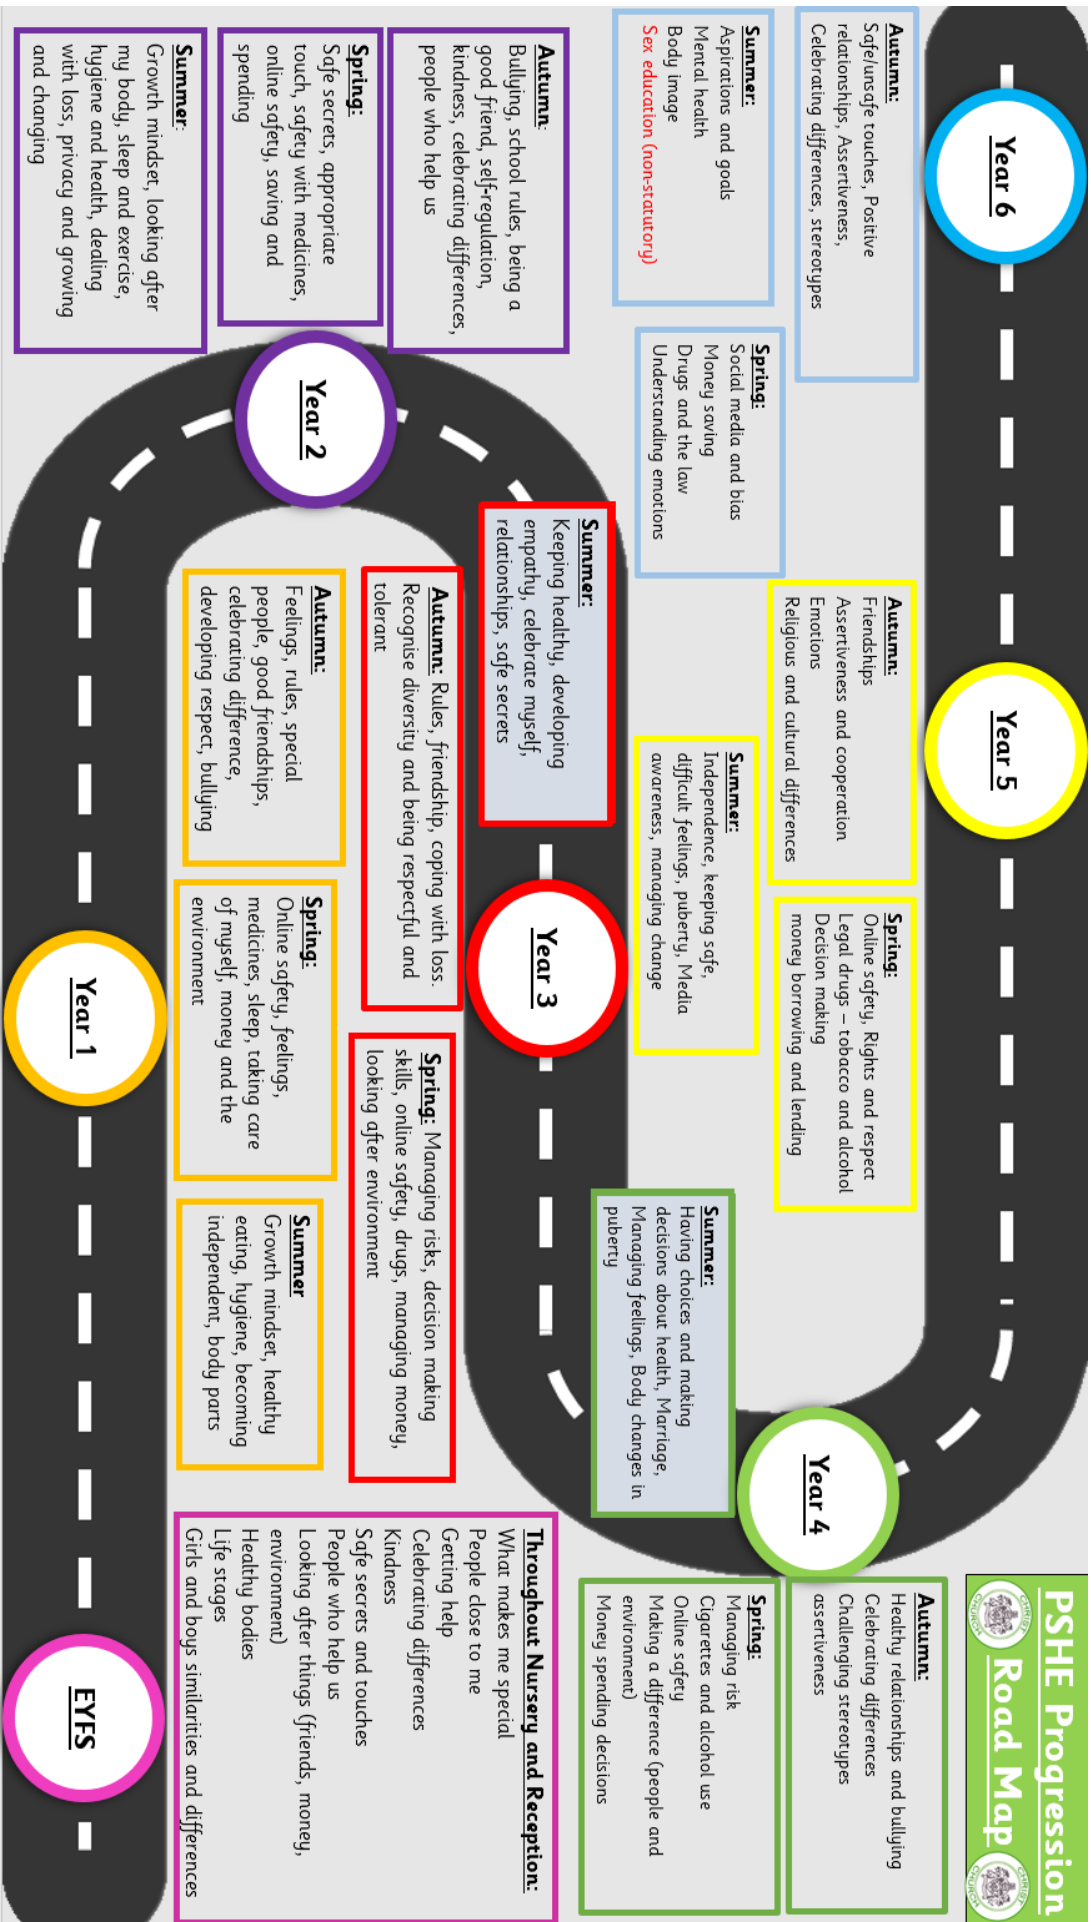 PSHE Progression
Road Map
CHRIST
CHURCH
CHRIST
CHURCH
Year 6
Autumn:
Safe/unsafe touches, Positive
relationships, Assertiveness,
Celebrating differences, stereotypes
Spring:
Social media and bias
Money saving
Drugs and the law
Understanding emotions
Summer:
Aspirations and goals
Mental health
Body image
Sex education (non-statutory)
Year 5
Autumn:
Friendships
Assertiveness and cooperation
Emotions
Religious and cultural differences
Spring:
Online safety, Rights and respect
Legal drugs – tobacco and alcohol
Decision making
money borrowing and lending
Summer:
Independence, keeping safe,
difficult feelings, puberty, Media
awareness, managing change
Year 4
Autumn:
Healthy relationships and bullying
Celebrating differences
Challenging stereotypes
assertiveness
Spring:
Managing risk
Cigarettes and alcohol use
Online safety
Making a difference (people and
environment)
Money spending decisions
Summer:
Having choices and making
decisions about health, Marriage,
Managing feelings, Body changes in
puberty
Year 3
Autumn: Rules, friendship, coping with loss.
Recognise diversity and being respectful and
tolerant
Spring: Managing risks, decision making
skills, online safety, drugs, managing money,
looking after environment
Summer:
Keeping healthy, developing
empathy, celebrate myself,
relationships, safe secrets
Year 2
Autumn:
Bullying, school rules, being a
good friend, self-regulation,
kindness, celebrating differences,
people who help us
Spring:
Safe secrets, appropriate
touch, safety with medicines,
online safety, saving and
spending
Summer:
Growth mindset, looking after
my body, sleep and exercise,
hygiene and health, dealing
with loss, privacy and growing
and changing
Year 1
Autumn:
Feelings, rules, special
people, good friendships,
celebrating difference,
developing respect, bullying
Spring:
Online safety, feelings,
medicines, sleep, taking care
of myself, money and the
environment
Summer
Growth mindset, healthy
eating, hygiene, becoming
independent, body parts
EYFS
Throughout Nursery and Reception:
What makes me special
People close to me
Getting help
Celebrating differences
Kindness
Safe secrets and touches
People who help us
Looking after things (friends, money,
environment)
Healthy bodies
Life stages
Girls and boys similarities and differences